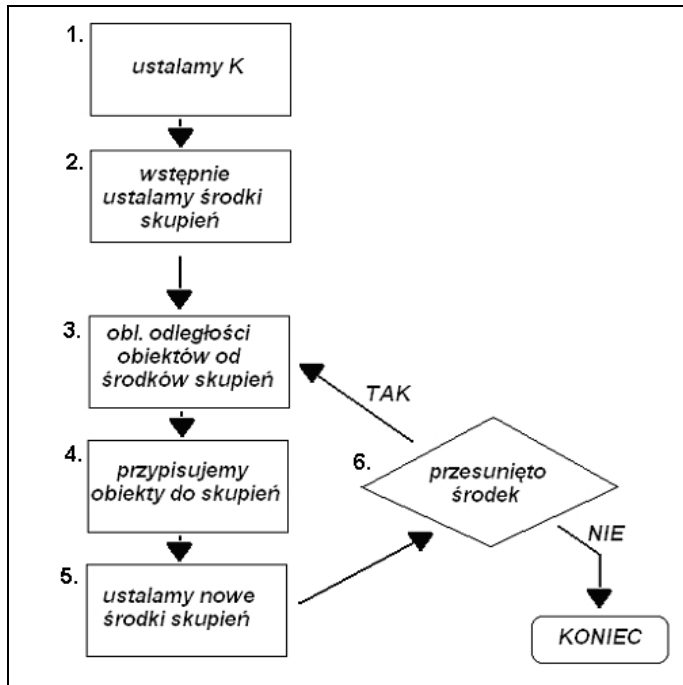 1.
ustalamy K
2.
wstępnie
ustalamy środki
skupień
3.
obl. odległości
obiektów od
środków skupień
TAK
4.
przypisujemy
obiekty do skupień
6.
przesunięto
środek
5.
ustalamy nowe
środki skupień
NIE
KONIEC